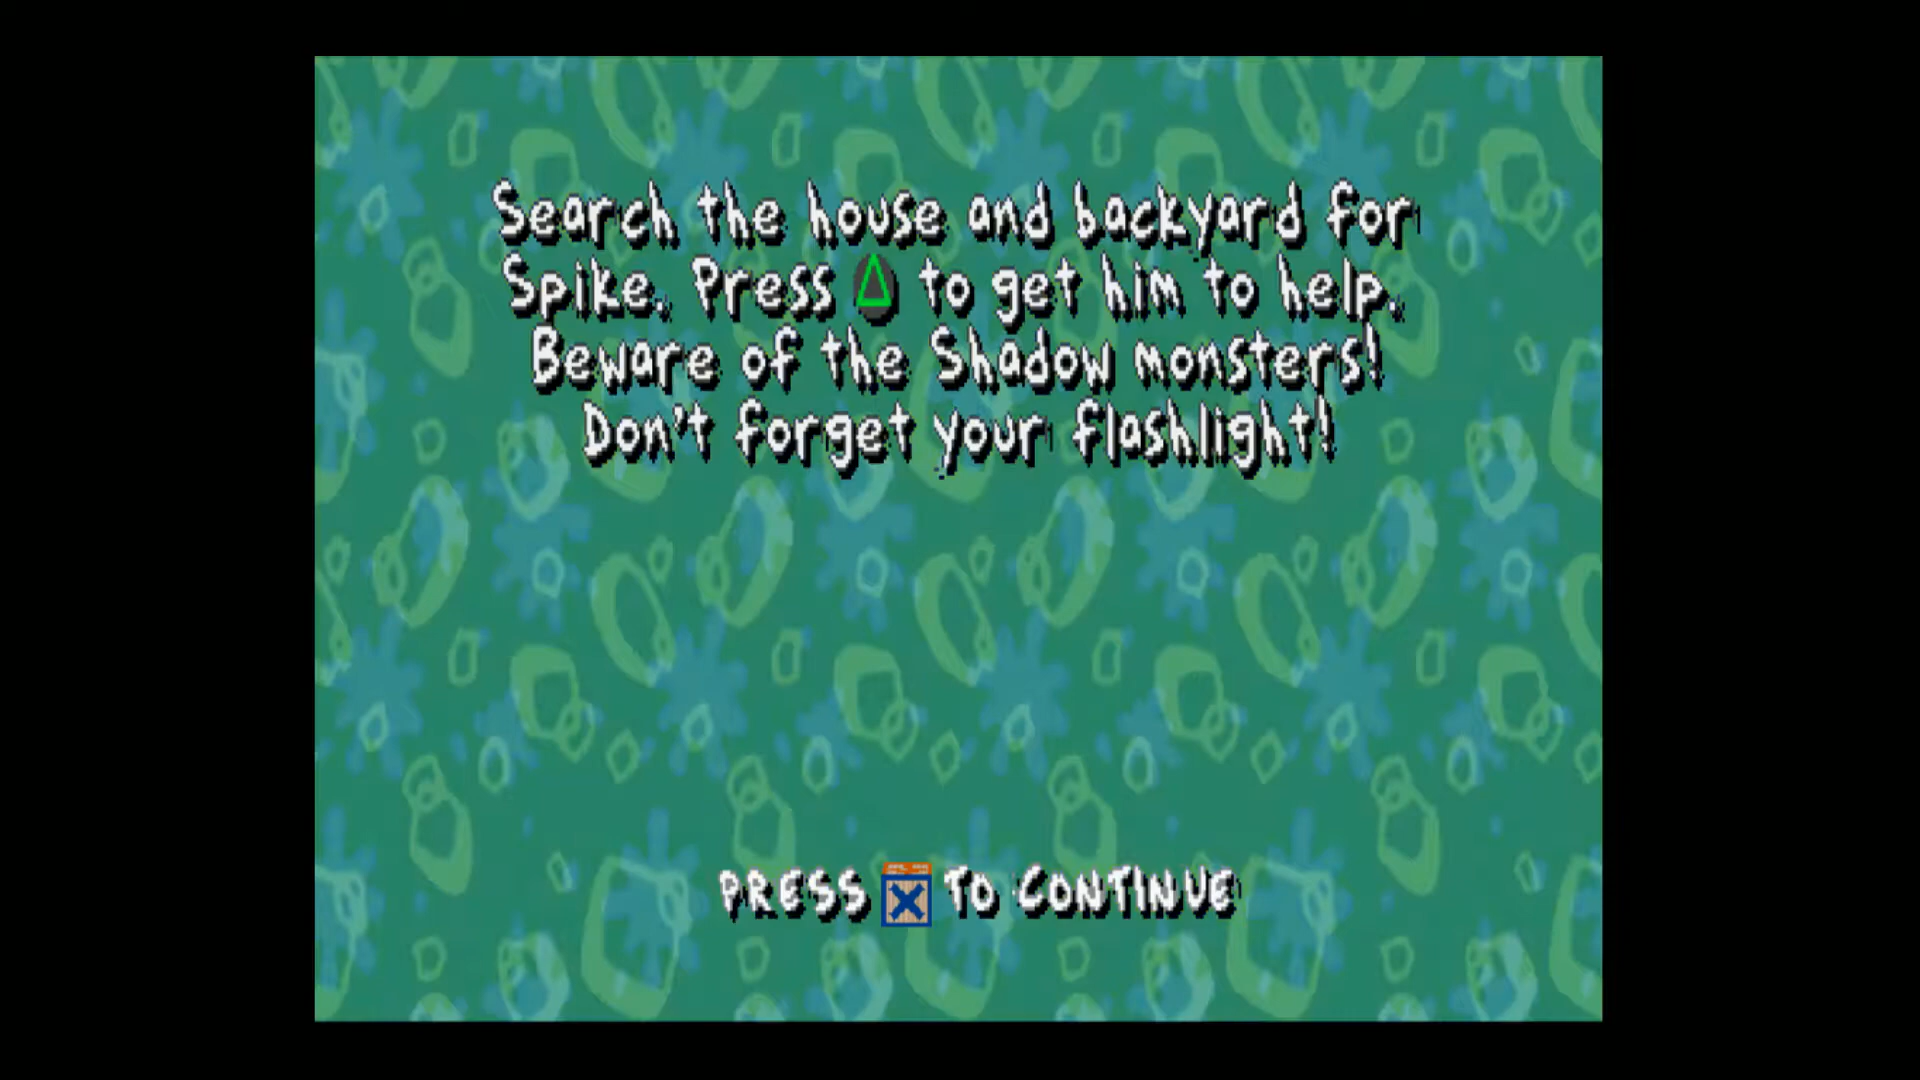 Search the house and backyard for
Spike. Press △ to get him to help.
Beware of the Shadow monsters!
Don't forget your flashlight!
PRESS X TO CONTINUE